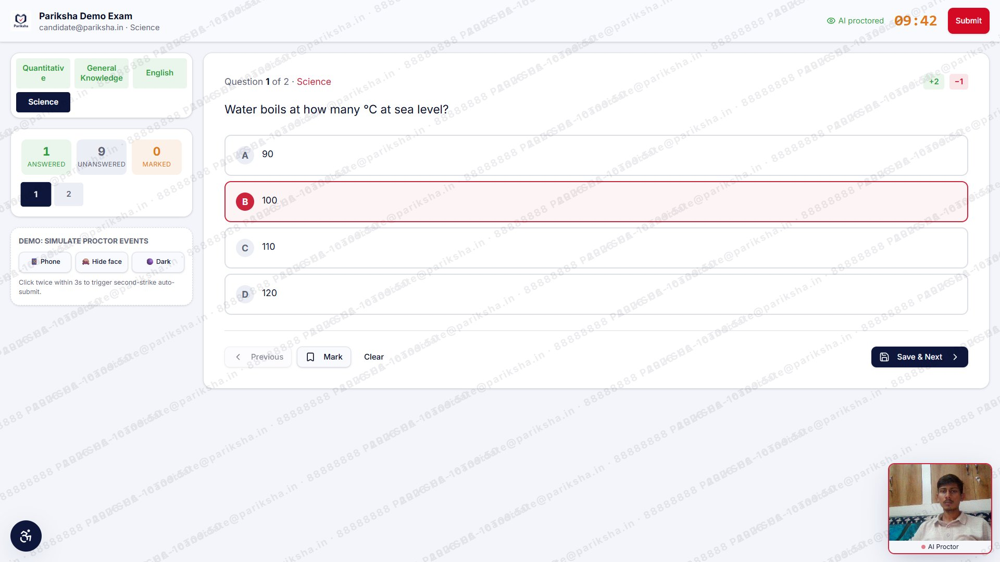 Pariksha
Pariksha Demo Exam
candidate@pariksha.in · Science
AI proctored
09:42
Submit
Quantitative
General Knowledge
English
Science
1
ANSWERED
9
UNANSWERED
0
MARKED
1
2
DEMO: SIMULATE PROCTOR EVENTS
Phone
Hide face
Dark
Click twice within 3s to trigger second-strike auto-
submit.
Question 1 of 2 · Science
+2
−1
Water boils at how many °C at sea level?
A
90
B
100
C
110
D
120
Previous
Mark
Clear
Save & Next
AI Proctor